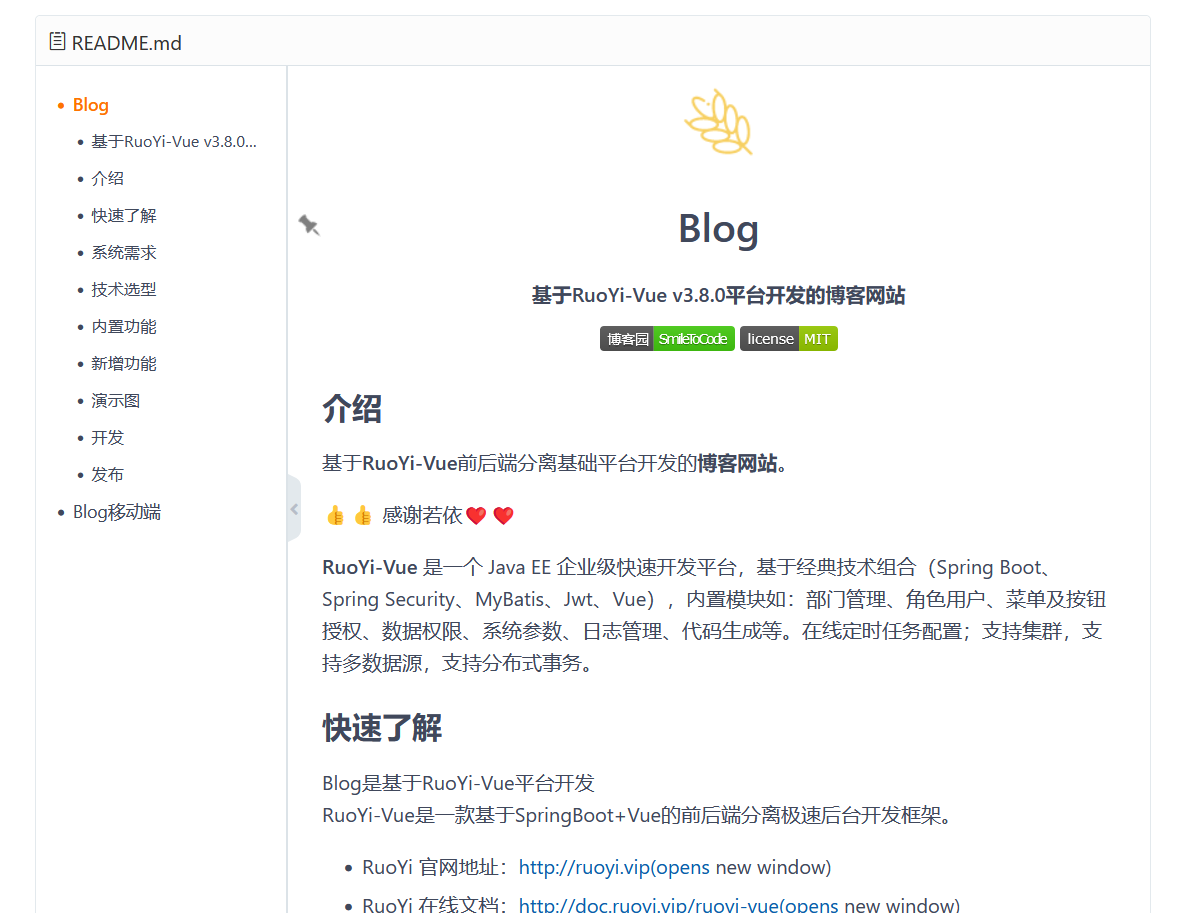 README.md
Blog
基于RuoYi-Vue v3.8.0...
介绍
快速了解
系统需求
技术选型
内置功能
新增功能
演示图
开发
发布
Blog移动端
Blog
基于RuoYi-Vue v3.8.0平台开发的博客网站
博客园 SmileToCode license MIT
介绍
基于RuoYi-Vue前后端分离基础平台开发的博客网站。
👍 👍 感谢若依❤️ ❤️
RuoYi-Vue 是一个 Java EE 企业级快速开发平台，基于经典技术组合（Spring Boot、
Spring Security、MyBatis、Jwt、Vue），内置模块如：部门管理、角色用户、菜单及按钮
授权、数据权限、系统参数、日志管理、代码生成等。在线定时任务配置；支持集群，支
持多数据源，支持分布式事务。
快速了解
Blog是基于RuoYi-Vue平台开发
RuoYi-Vue是一款基于SpringBoot+Vue的前后端分离极速后台开发框架。
RuoYi 官网地址：http://ruoyi.vip(opens new window)
RuoYi 在线文档：http://doc.ruoyi.vip/ruoyi-vue(opens new window)